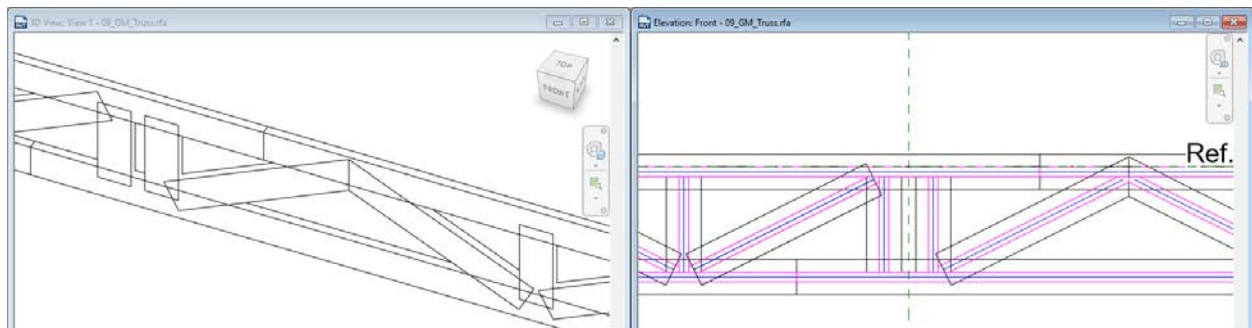 3D View: View 1 - 09_GM_Truss.rfa
Elevation: Front - 09_GM_Truss.rfa
TOP
FRONT
Ref.